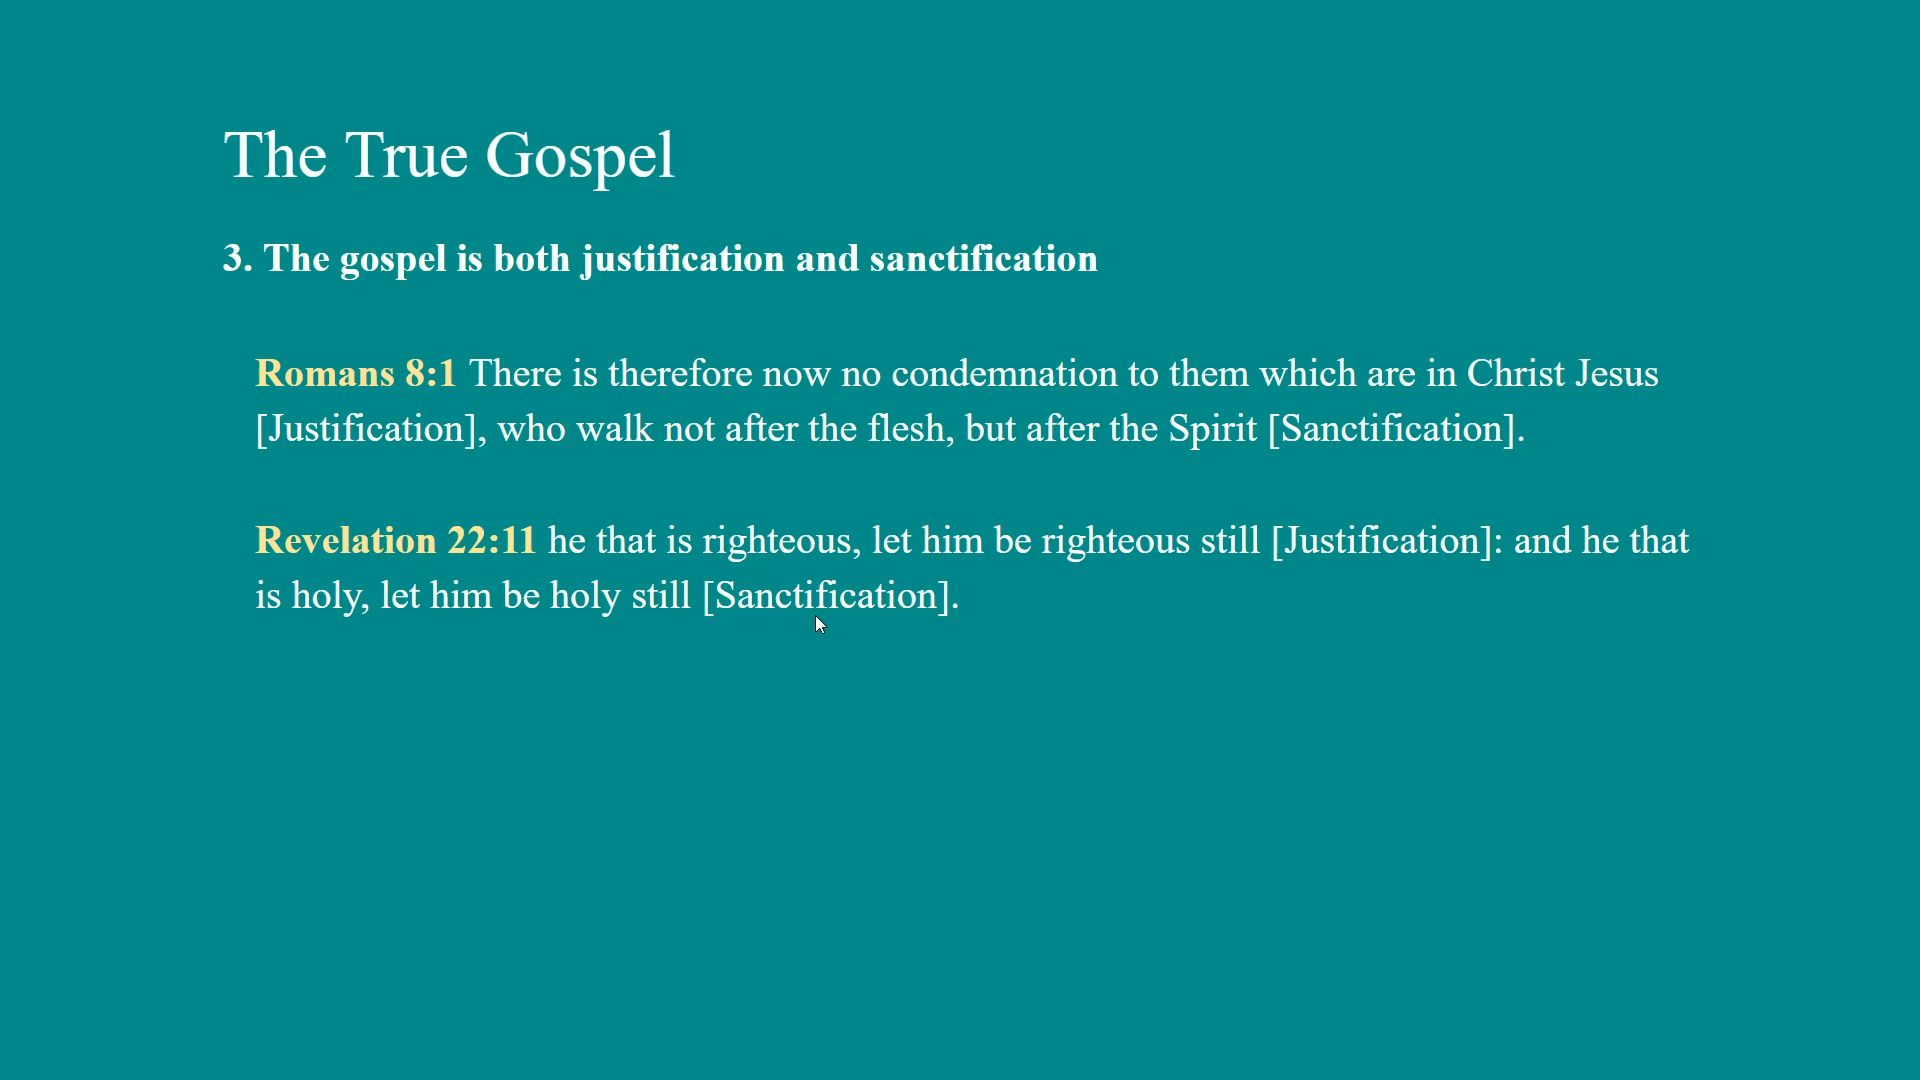 The True Gospel
3. The gospel is both justification and sanctification
Romans 8:1 There is therefore now no condemnation to them which are in Christ Jesus
[Justification], who walk not after the flesh, but after the Spirit [Sanctification].
Revelation 22:11 he that is righteous, let him be righteous still [Justification]: and he that
is holy, let him be holy still [Sanctification].